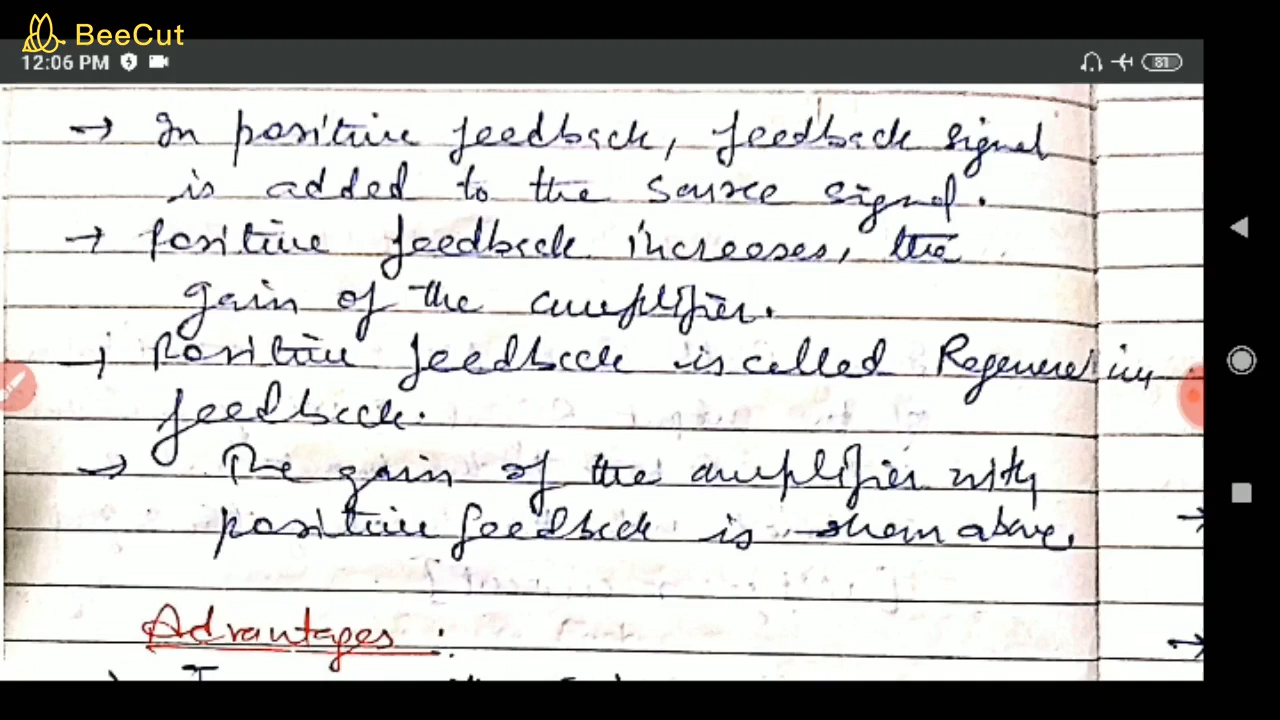 BeeCut
12:06 PM
81
→ In positive feedback, feedback signal
is added to the source signal.
→ Positive feedback increases, the
gain of the amplifier.
→ Positive feedback is called Regenerative
feedback.
→ The gain of the amplifier with
positive feedback is shown above.
Advantages :